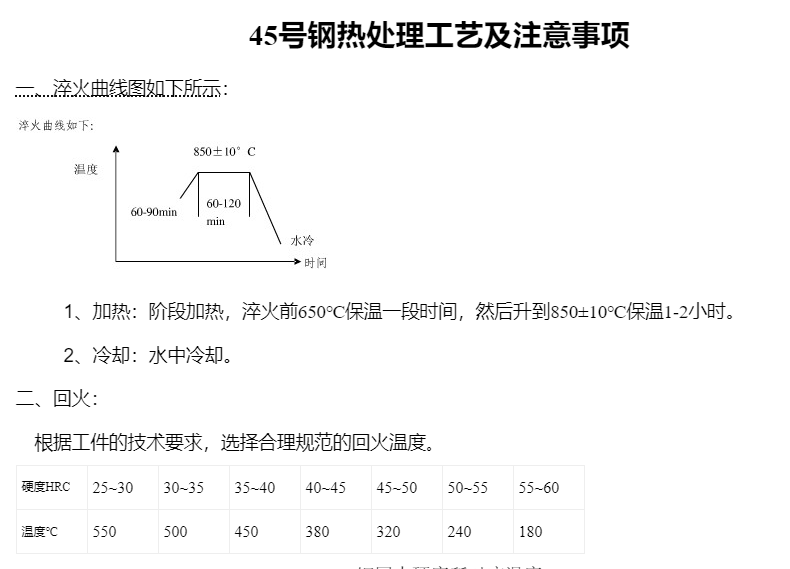 45号钢热处理工艺及注意事项
一、淬火曲线图如下所示：
淬火曲线如下：
850±10° C
温度
60-90min
60-120
min
水冷
时间
1、加热：阶段加热，淬火前650℃保温一段时间，然后升到850±10℃保温1-2小时。
2、冷却：水中冷却。
二、回火：
根据工件的技术要求，选择合理规范的回火温度。
硬度HRC 25~30 30~35 35~40 40~45 45~50 50~55 55~60
温度℃ 550 500 450 380 320 240 180